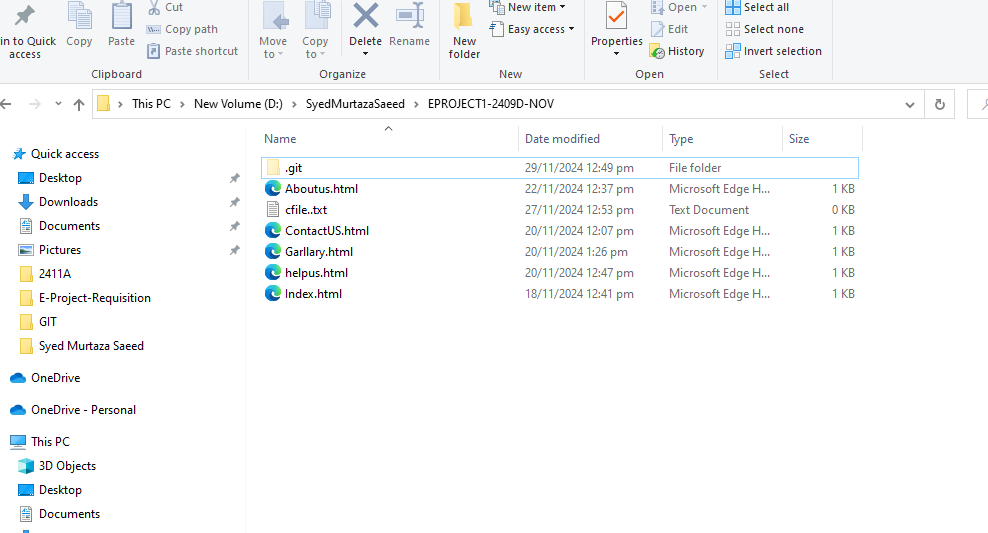 Cut
New item
Open
Select all
Copy path
Easy access
Edit
Select none
in to Quick access
Copy
Paste
Paste shortcut
Move to
Copy to
Delete
Rename
New folder
Properties
History
Invert selection
Clipboard
Organize
New
Open
Select
This PC > New Volume (D:) > SyedMurtazaSaeed > EPROJECT1-2409D-NOV
Name Date modified Type Size
Quick access
Desktop
Downloads
Documents
Pictures
2411A
E-Project-Requisition
GIT
Syed Murtaza Saeed
OneDrive
OneDrive - Personal
This PC
3D Objects
Desktop
Documents
.git 29/11/2024 12:49 pm File folder
Aboutus.html 22/11/2024 12:37 pm Microsoft Edge H... 1 KB
cfile..txt 27/11/2024 12:53 pm Text Document 0 KB
ContactUS.html 20/11/2024 12:07 pm Microsoft Edge H... 1 KB
Garllary.html 20/11/2024 1:26 pm Microsoft Edge H... 1 KB
helpus.html 20/11/2024 12:47 pm Microsoft Edge H... 1 KB
Index.html 18/11/2024 12:41 pm Microsoft Edge H... 1 KB